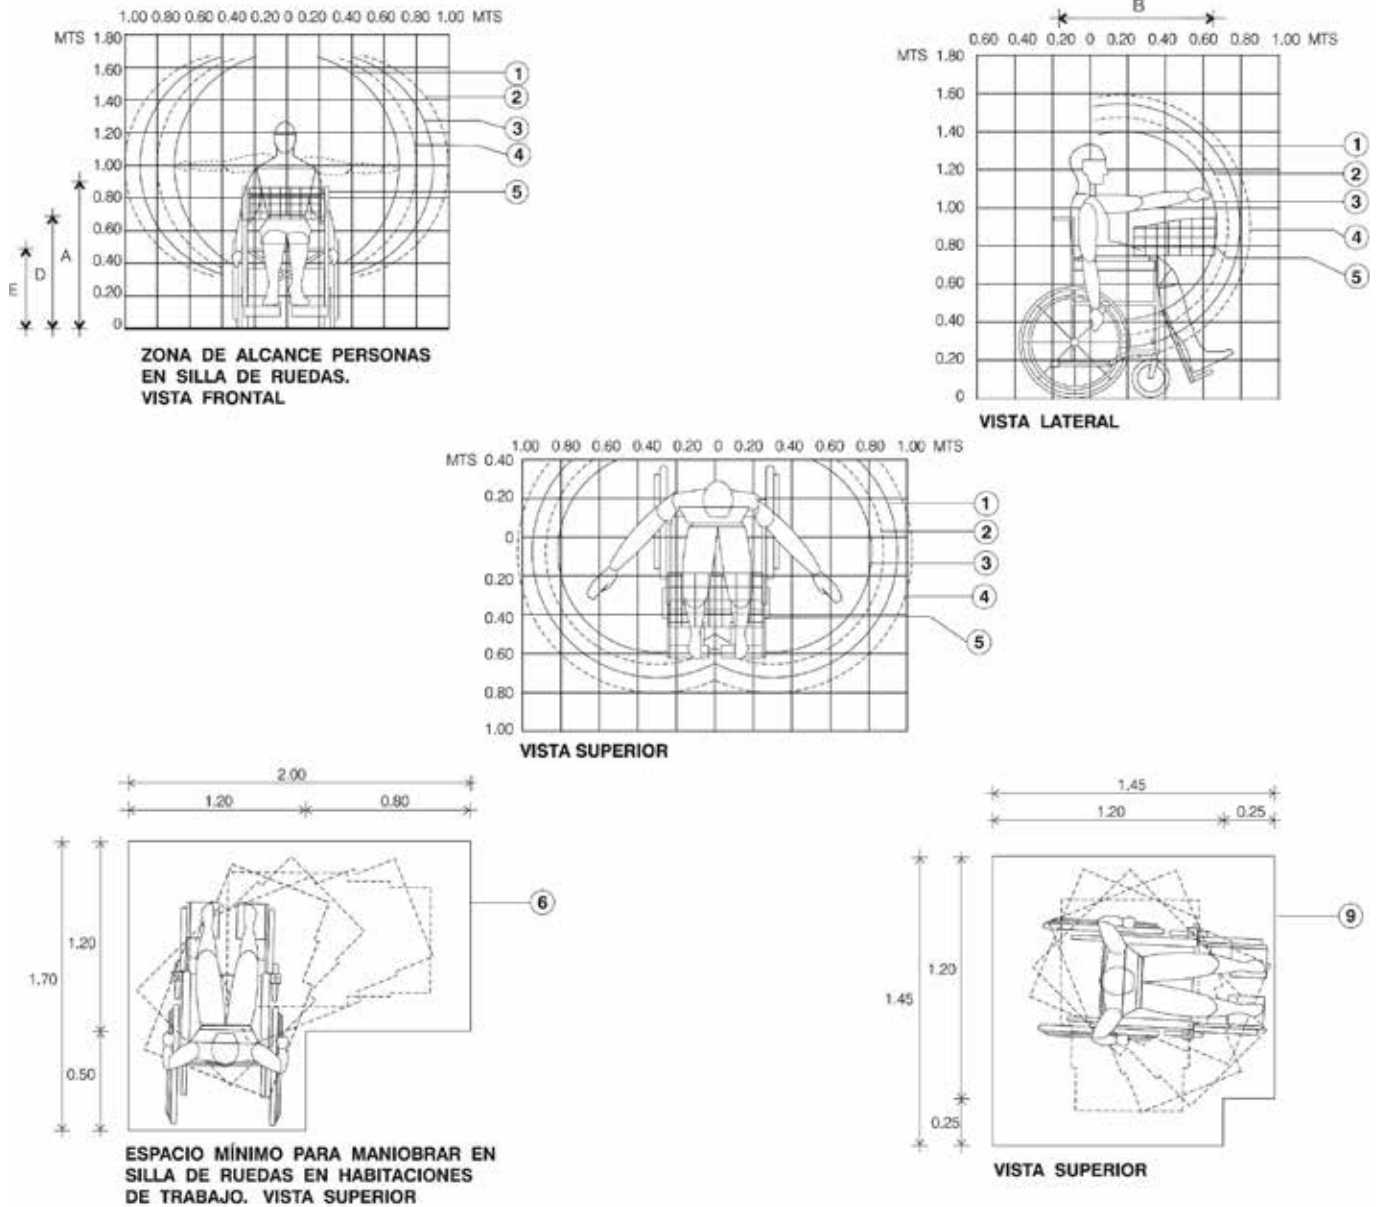 1.00 0.80 0.60 0.40 0.20 0 0.20 0.40 0.60 0.80 1.00 MTS
MTS 1.80
1.60
1.40
1.20
1.00
0.80
0.60
0.40
0.20
0
E
D
A
1
2
3
4
5
ZONA DE ALCANCE PERSONAS
EN SILLA DE RUEDAS.
VISTA FRONTAL
B
0.60 0.40 0.20 0 0.20 0.40 0.60 0.80 1.00 MTS
MTS 1.80
1.60
1.40
1.20
1.00
0.80
0.60
0.40
0.20
0
1
2
3
4
5
VISTA LATERAL
1.00 0.80 0.60 0.40 0.20 0 0.20 0.40 0.60 0.80 1.00 MTS
MTS 0.40
0.20
0
0.20
0.40
0.60
0.80
1.00
1
2
3
4
5
VISTA SUPERIOR
2.00
1.20 0.80
1.70
1.20
0.50
6
ESPACIO MÍNIMO PARA MANIOBRAR EN
SILLA DE RUEDAS EN HABITACIONES
DE TRABAJO. VISTA SUPERIOR
1.45
1.20 0.25
1.45
1.20
0.25
9
VISTA SUPERIOR